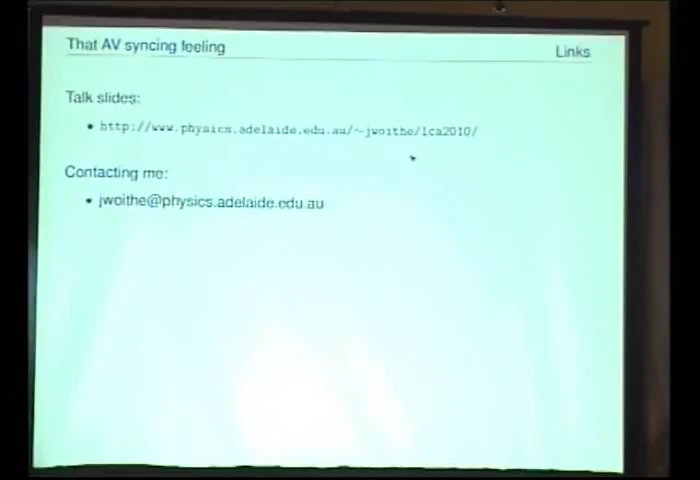 That AV syncing feeling
Links
Talk slides:
• http://www.physics.adelaide.edu.au/~jwoithe/lca2010/
Contacting me:
• jwoithe@physics.adelaide.edu.au